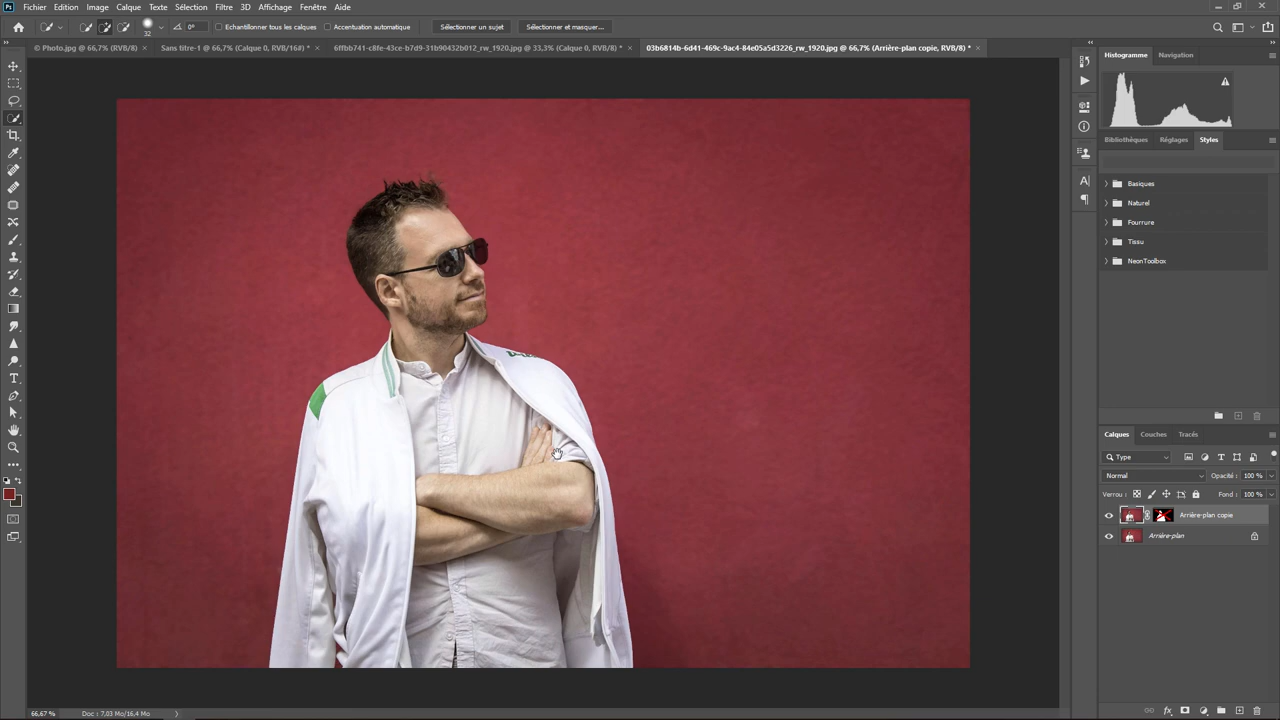 Fichier Edition Image Calque Texte Sélection Filtre 3D Affichage Fenêtre Aide
32 0° Echantillonner tous les calques Accentuation automatique Sélectionner un sujet Sélectionner et masquer...
© Photo.jpg @ 66,7% (RVB/8) × Sans titre-1 @ 66,7% (Calque 0, RVB/16#) * × 6ffbb741-c8fe-43ce-b7d9-31b90432b012_rw_1920.jpg @ 33,3% (Calque 0, RVB/8) * × 03b6814b-6d41-469c-9ac4-84e05a5d3226_rw_1920.jpg @ 66,7% (Arrière-plan copie, RVB/8) * ×
Histogramme Navigation
Bibliothèques Réglages Styles
Basiques
Naturel
Fourrure
Tissu
NeonToolbox
Calques Couches Tracés
Type
Normal Opacité : 100 %
Verrou : Fond : 100 %
Arrière-plan copie
Arrière-plan
66,67 % Doc : 7,03 Mo/16,4 Mo